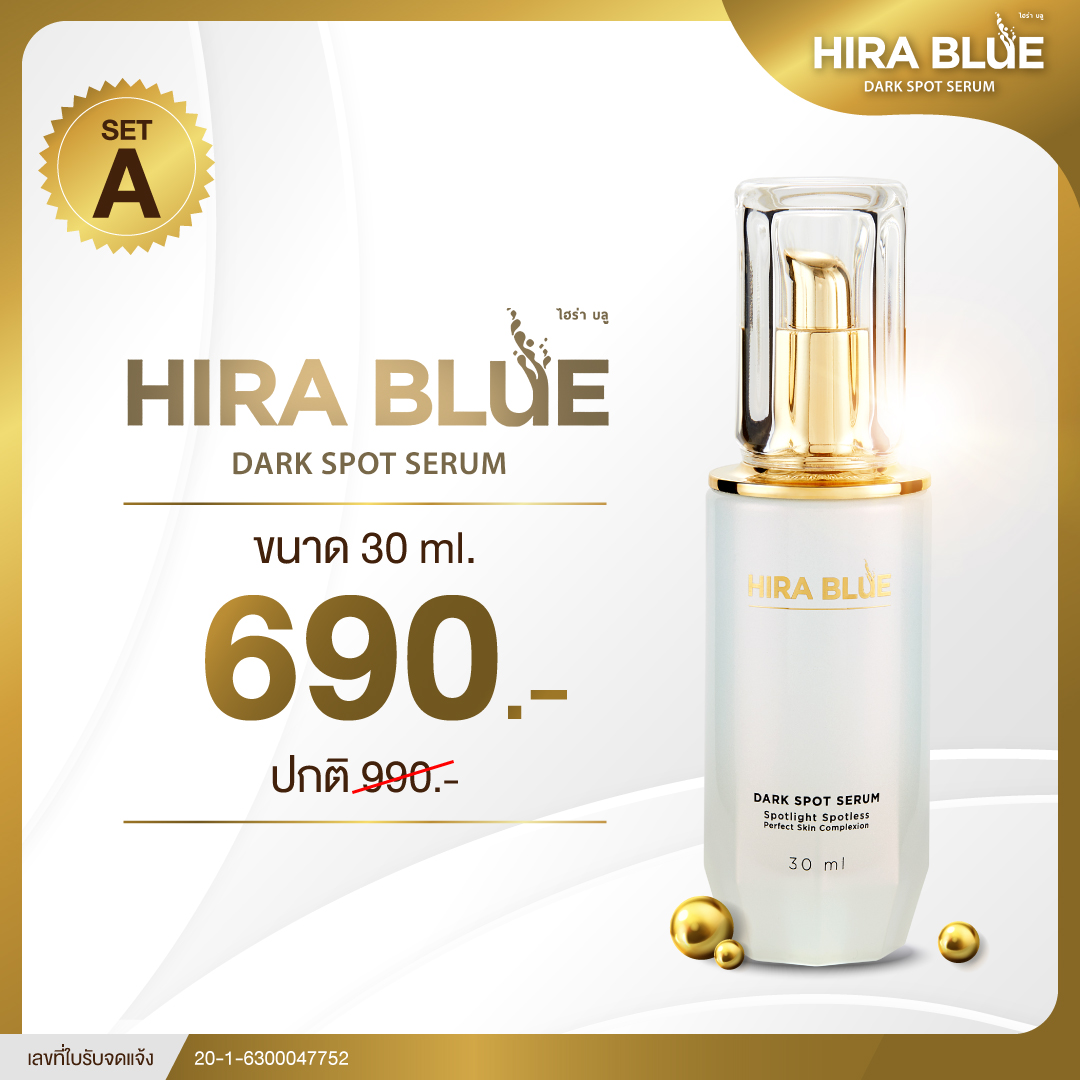 ไฮร่า บลู
HIRA BLUE
DARK SPOT SERUM
SET
A
ไฮร่า บลู
HIRA BLUE
DARK SPOT SERUM
ขนาด 30 ml.
690.-
ปกติ 990.-
HIRA BLUE
DARK SPOT SERUM
Spotlight Spotless
Perfect Skin Complexion
30 ml
เลขที่ใบรับจดแจ้ง 20-1-6300047752